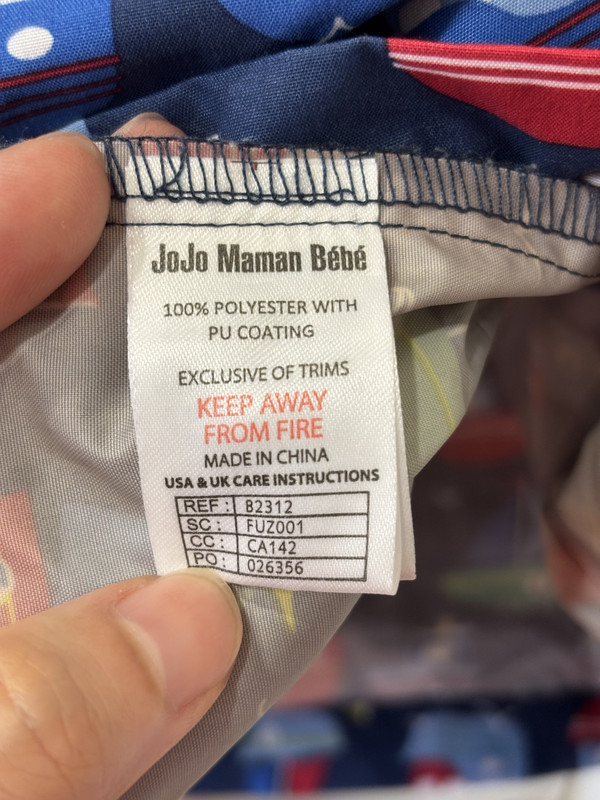 JoJo Maman Bébé
100% POLYESTER WITH
PU COATING
EXCLUSIVE OF TRIMS
KEEP AWAY
FROM FIRE
MADE IN CHINA
USA & UK CARE INSTRUCTIONS
REF : B2312
SC : FUZ001
CC : CA142
PO : 026356